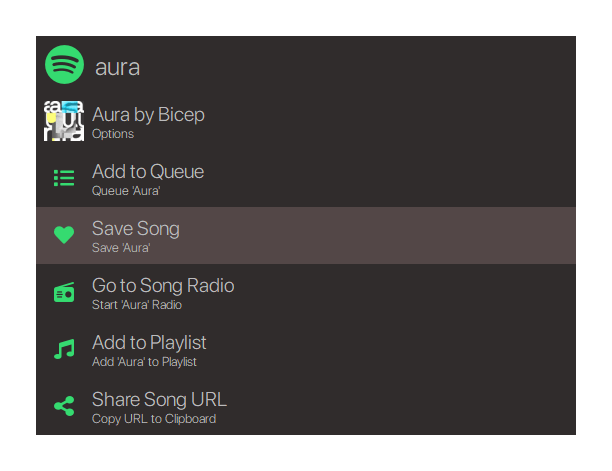 aura
Aura by Bicep
Options
Add to Queue
Queue 'Aura'
Save Song
Save 'Aura'
Go to Song Radio
Start 'Aura' Radio
Add to Playlist
Add 'Aura' to Playlist
Share Song URL
Copy URL to Clipboard